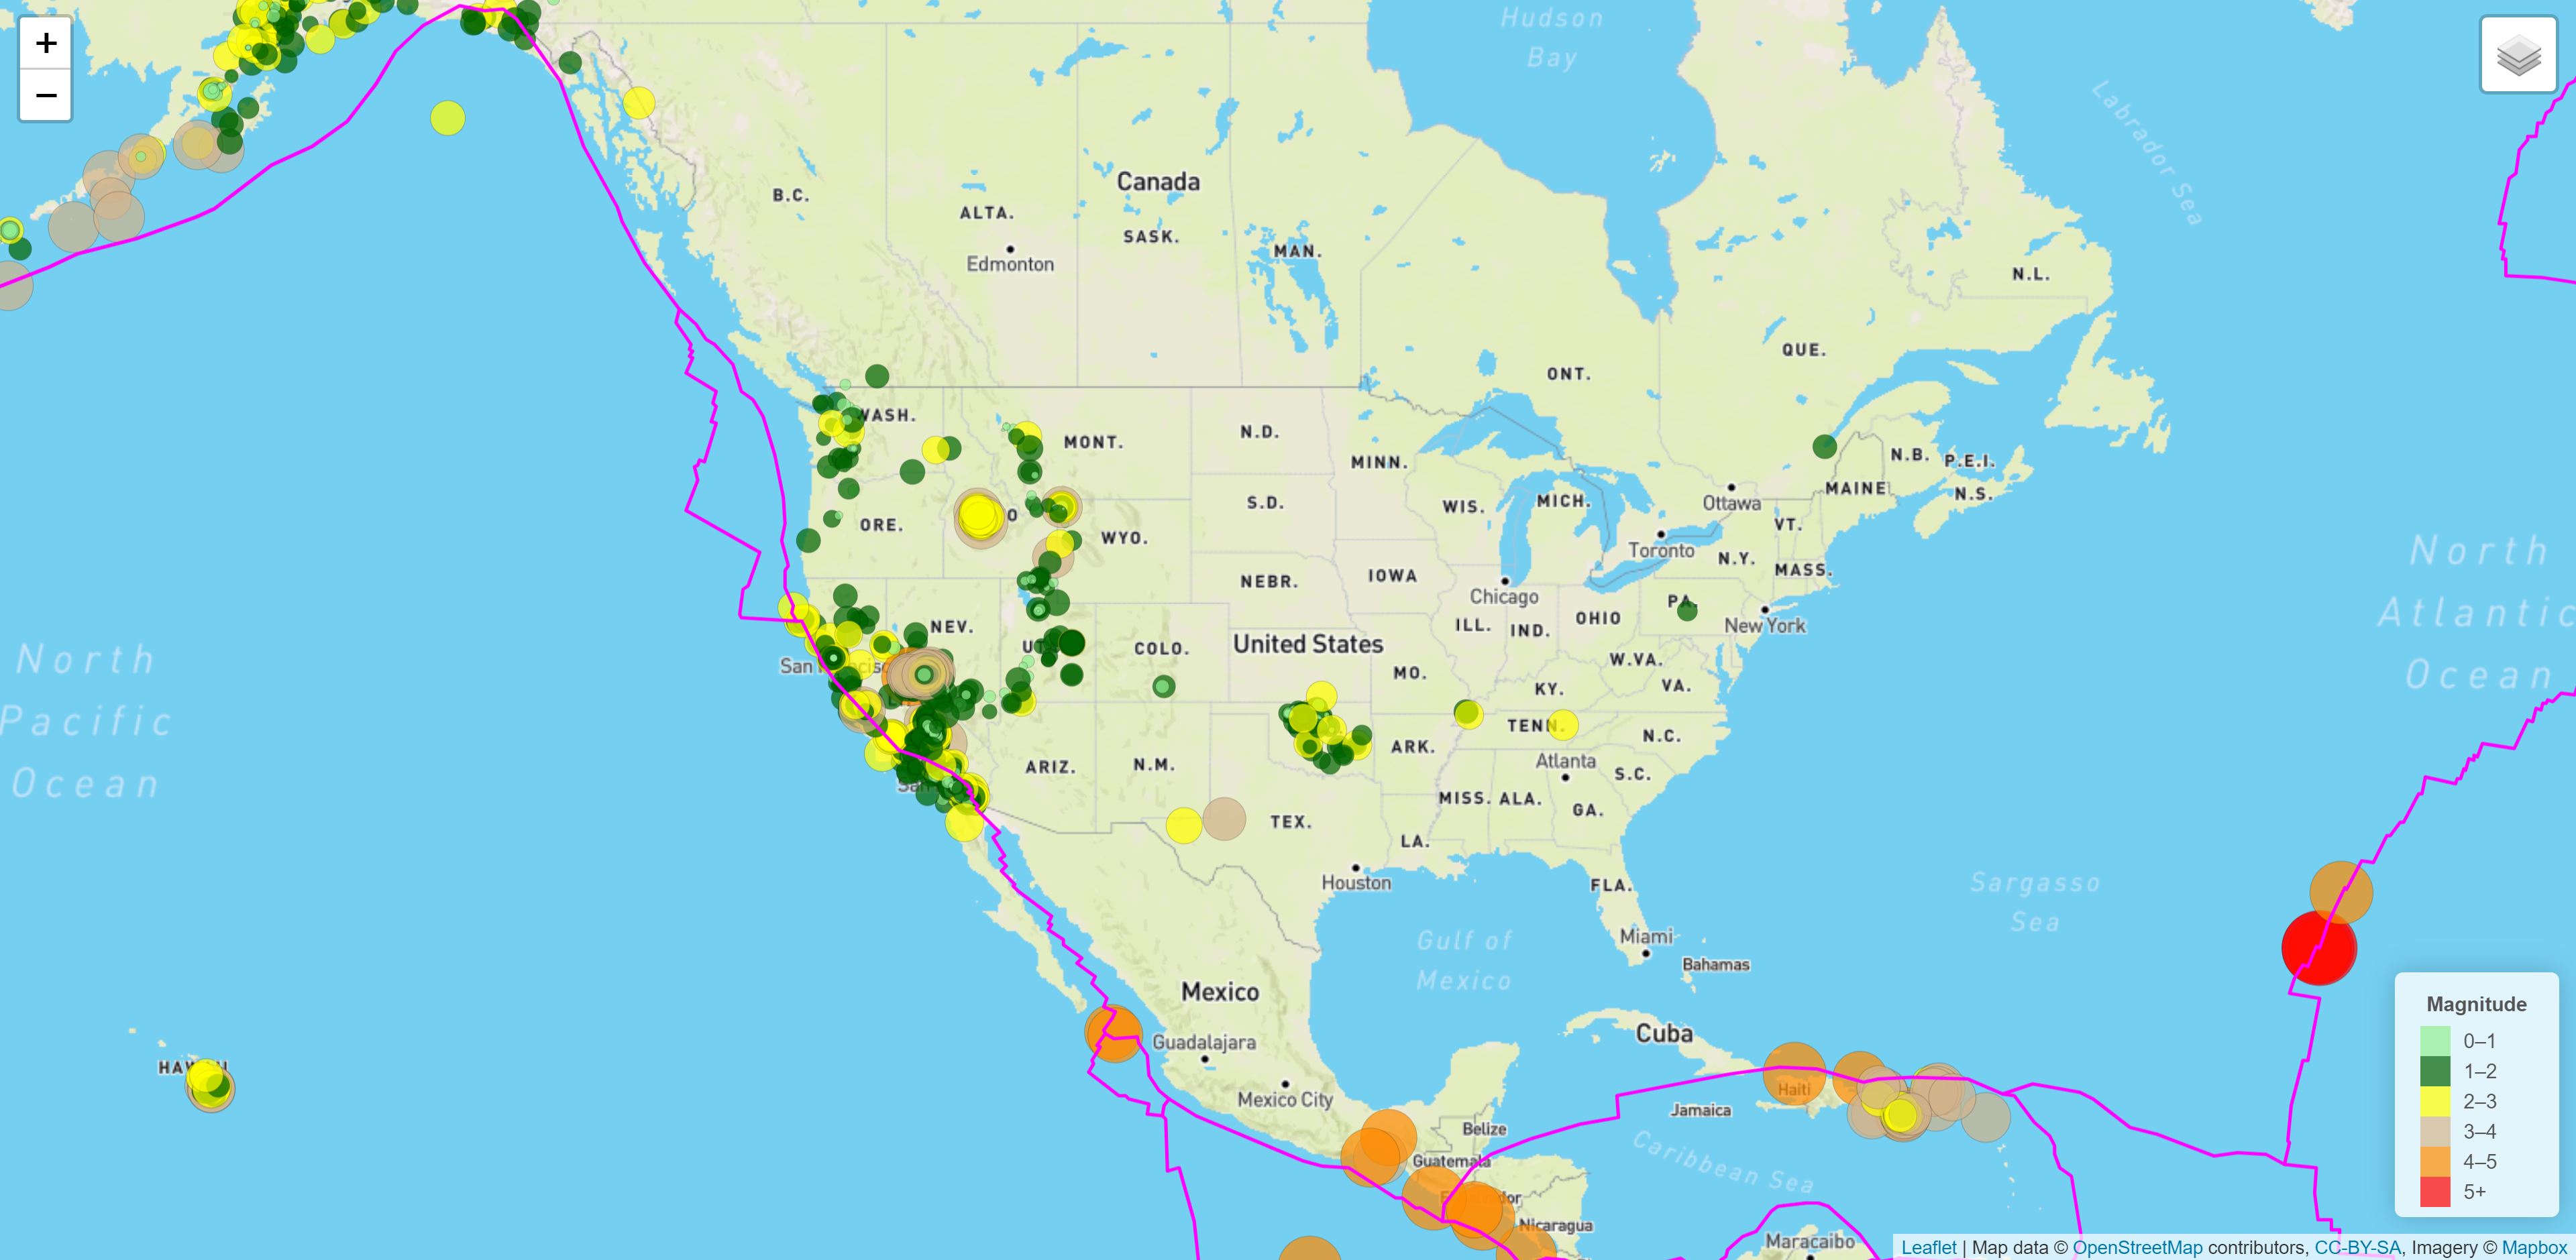 +
−
Hudson
Bay
Labrador Sea
Canada
B.C.
ALTA.
SASK.
MAN.
Edmonton
N.L.
QUE.
ONT.
WASH.
MONT.
N.D.
MINN.
N.B.
P.E.I.
MAINE
N.S.
Ottawa
S.D.
WIS.
MICH.
ORE.
WYO.
VT.
Toronto
N.Y.
MASS.
North
Atlantic
Ocean
NEBR.
IOWA
Chicago
PA.
OHIO
New York
NEV.
ILL.
IND.
United States
COLO.
W.VA.
North
Pacific
Ocean
San
MO.
KY.
VA.
TENN.
N.C.
ARK.
Atlanta
ARIZ.
N.M.
S.C.
San
MISS.
ALA.
GA.
TEX.
LA.
Houston
FLA.
Sargasso
Sea
Miami
Gulf of
Mexico
Bahamas
Mexico
Cuba
Guadalajara
Mexico City
Haiti
Jamaica
Belize
Guatemala
Caribbean Sea
Nicaragua
Maracaibo
Magnitude
0–1
1–2
2–3
3–4
4–5
5+
Leaflet | Map data © OpenStreetMap contributors, CC-BY-SA, Imagery © Mapbox